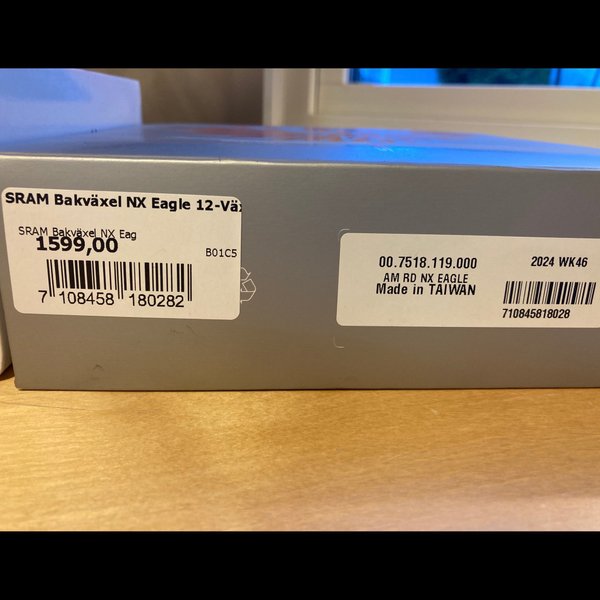 SRAM Bakväxel NX Eagle 12-Väx
SRAM Bakväxel NX Eag
1599,00
B01C5
7 108458 180282
00.7518.119.000
2024 WK46
AM RD NX EAGLE
Made in TAIWAN
710845818028